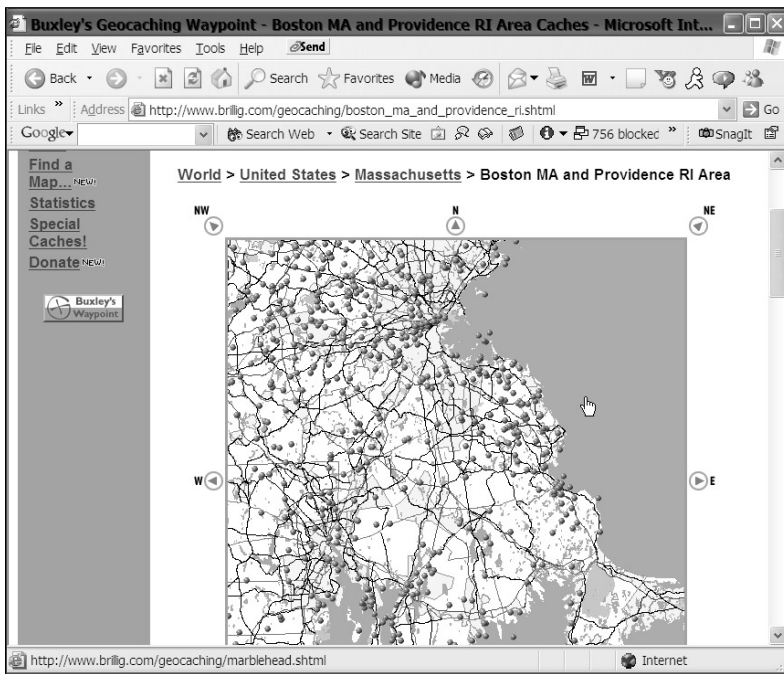 Buxley's Geocaching Waypoint - Boston MA and Providence RI Area Caches - Microsoft Int...
File Edit View Favorites Tools Help Send
Back Search Favorites Media
Links » Address http://www.brilig.com/geocaching/boston_ma_and_providence_ri.shtml Go
Google Search Web Search Site 756 blocked » SnagIt
Find a
Map... NEW!
Statistics
Special
Caches!
Donate NEW!
Buxley's
Waypoint
World > United States > Massachusetts > Boston MA and Providence RI Area
NW N NE
W E
http://www.brilig.com/geocaching/marblehead.shtml Internet